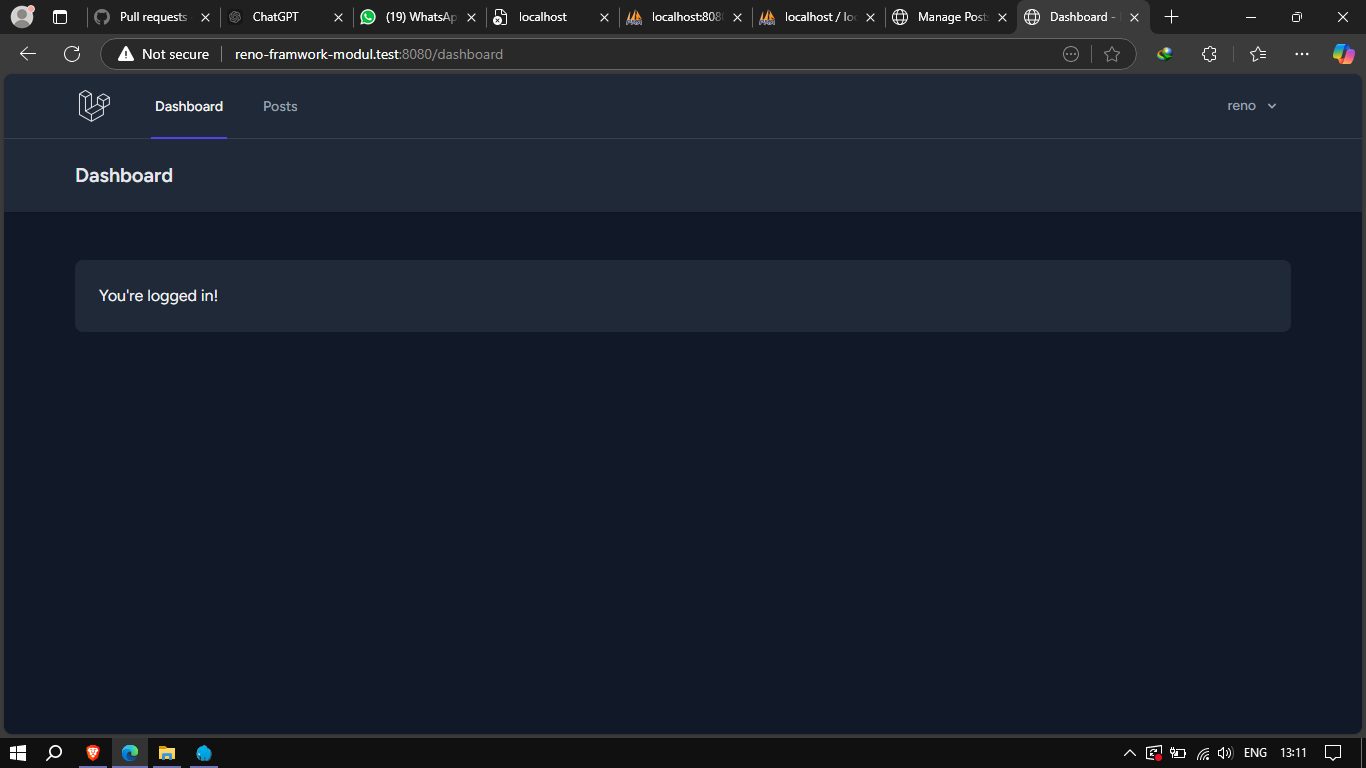 Pull requests
ChatGPT
(19) WhatsAp
localhost
localhost:808
localhost / lo
Manage Post
Dashboard -
Not secure
reno-framwork-modul.test:8080/dashboard
Dashboard
Posts
reno
Dashboard
You're logged in!
ENG
13:11